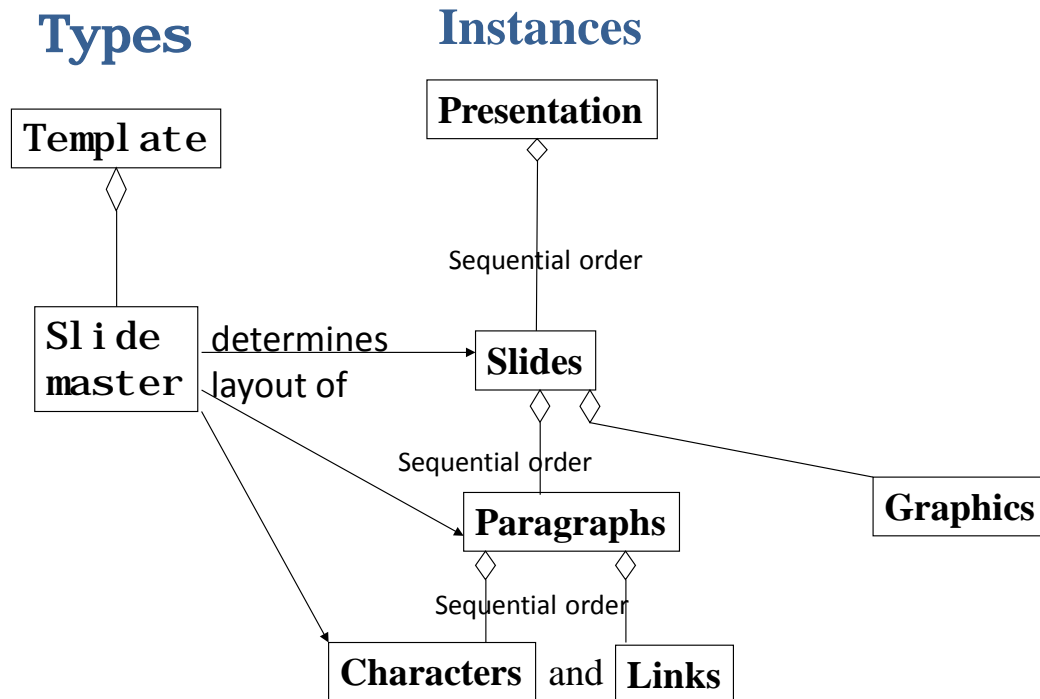 Types
Instances
Presentation
Template
Sequential order
Slide
master
determines
layout of
Slides
Sequential order
Graphics
Paragraphs
Sequential order
Characters and Links